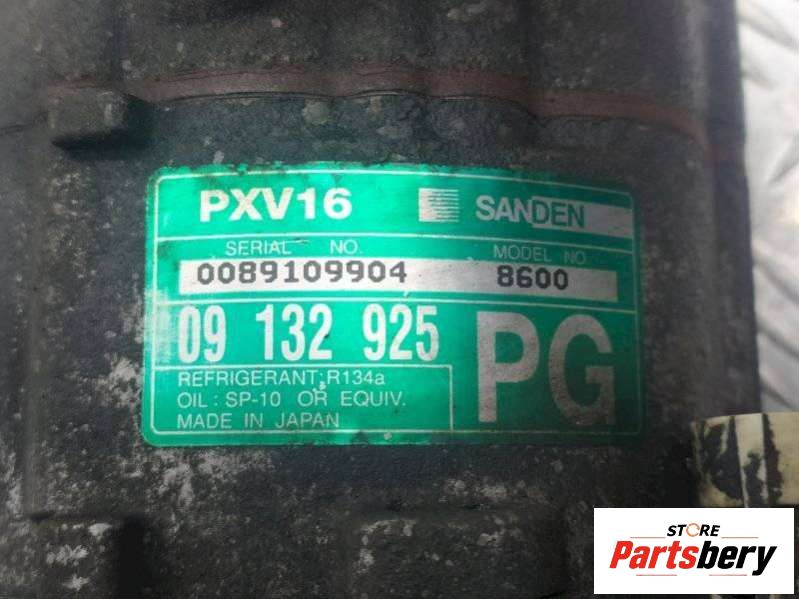 PXV16 SANDEN
SERIAL NO. MODEL NO.
0089109904 8600
09 132 925 PG
REFRIGERANT:R134a
OIL : SP-10 OR EQUIV.
MADE IN JAPAN
STORE
Partsbery